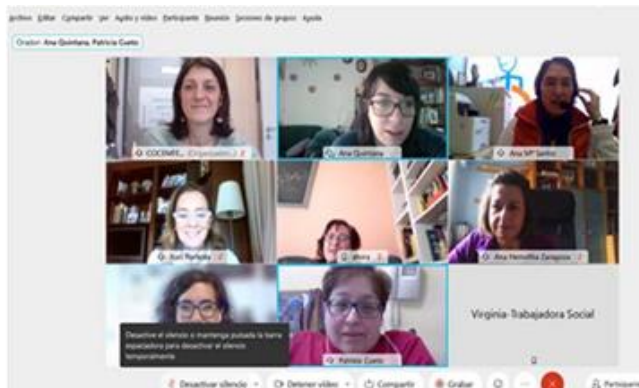 Archivo Editar Compartir Ver Audio y vídeo Participante Reunión Sesiones de grupos Ayuda
Orador: Ana Quintana, Patricia Cueto
(Organizador)
Ana Quintana
Ana Mª
Ana Hemofilia Zaragoza
Virginia-Trabajadora Social
Desactive el silencio o mantenga pulsada la barra
espaciadora para desactivar el silencio
temporalmente
Patricia Cueto
Desactivar silencio
Detener vídeo
Compartir
Grabar